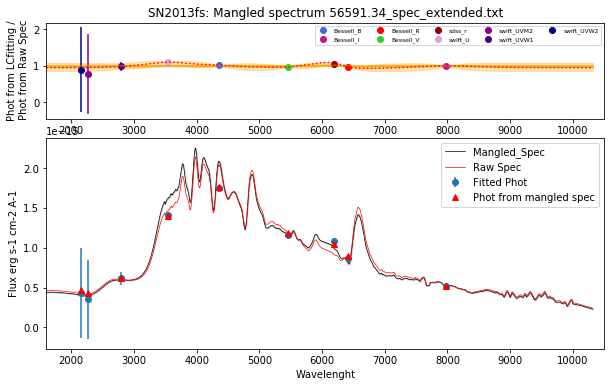 SN2013fs: Mangled spectrum 56591.34_spec_extended.txt
Phot from LCfitting /
Phot from Raw Spec
2
1
0
Bessell_B Bessell_R sdss_r swift_UVM2 swift_UVW2
Bessell_I Bessell_V swift_U swift_UVW1
2000 3000 4000 5000 6000 7000 8000 9000 10000
1e−15
Flux erg s-1 cm-2 A-1
2.0
1.5
1.0
0.5
0.0
Mangled_Spec
Raw Spec
Fitted Phot
Phot from mangled spec
2000 3000 4000 5000 6000 7000 8000 9000 10000
Wavelenght